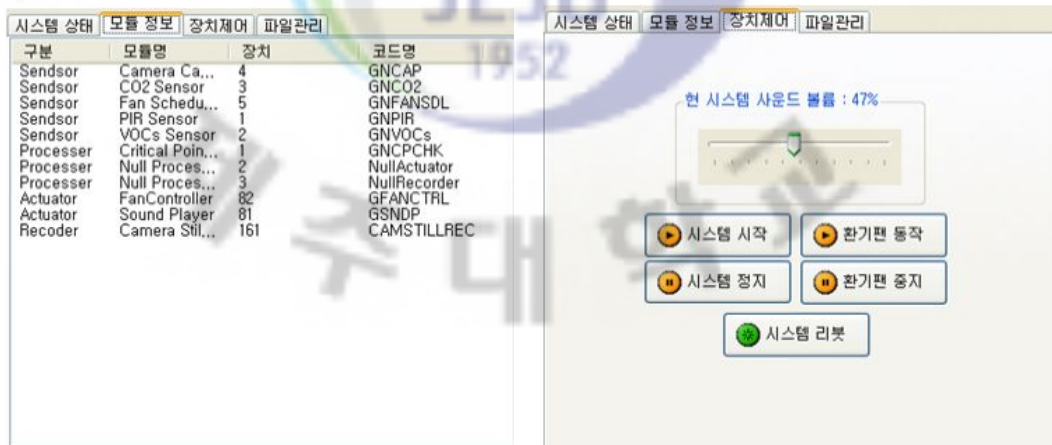 시스템 상태 모듈 정보 장치제어 파일관리
구분 모듈명 장치 코드명
Sendsor Camera Ca... 4 GNCAP
Sendsor CO2 Sensor 3 GNCO2
Sendsor Fan Schedu... 5 GNFANSDL
Sendsor PIR Sensor 1 GNPIR
Sendsor VOCs Sensor 2 GNVOCs
Processer Critical Poin... 1 GNCPCHK
Processer Null Proces... 2 NullActuator
Processer Null Proces... 3 NullRecorder
Actuator FanController 82 GFANCTRL
Actuator Sound Player 81 GSNDP
Recoder Camera Stil... 161 CAMSTILLREC
시스템 상태 모듈 정보 장치제어 파일관리
현 시스템 사운드 볼륨 : 47%
시스템 시작 환기팬 동작
시스템 정지 환기팬 중지
시스템 리붓
1952
제주대학교